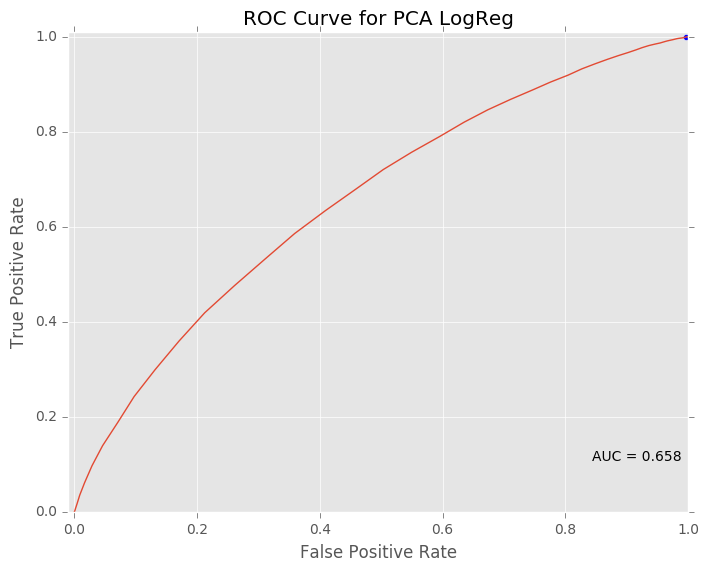 ROC Curve for PCA LogReg
1.0
0.8
0.6
0.4
0.2
0.0
True Positive Rate
AUC = 0.658
0.0 0.2 0.4 0.6 0.8 1.0
False Positive Rate